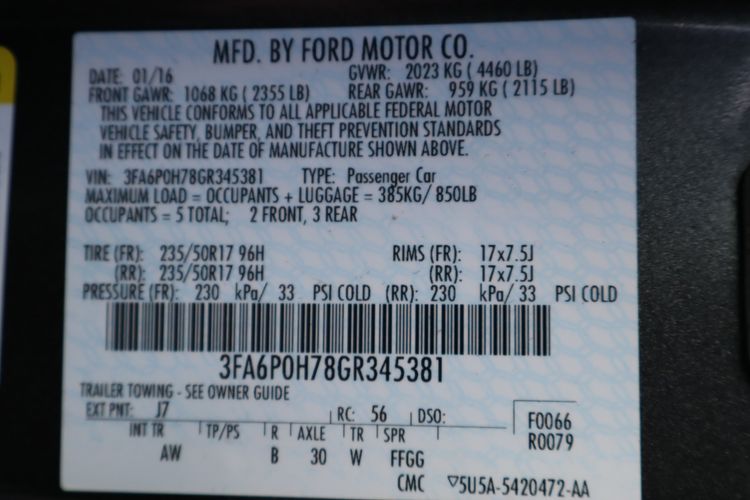 MFD. BY FORD MOTOR CO.
DATE: 01/16 GVWR: 2023 KG ( 4460 LB)
FRONT GAWR: 1068 KG ( 2355 LB) REAR GAWR: 959 KG ( 2115 LB)
THIS VEHICLE CONFORMS TO ALL APPLICABLE FEDERAL MOTOR
VEHICLE SAFETY, BUMPER, AND THEFT PREVENTION STANDARDS
IN EFFECT ON THE DATE OF MANUFACTURE SHOWN ABOVE.
VIN: 3FA6P0H78GR345381 TYPE: Passenger Car
MAXIMUM LOAD = OCCUPANTS + LUGGAGE = 385KG/ 850LB
OCCUPANTS = 5 TOTAL; 2 FRONT, 3 REAR
TIRE (FR): 235/50R17 96H RIMS (FR): 17x7.5J
(RR): 235/50R17 96H (RR): 17x7.5J
PRESSURE (FR): 230 kPa/ 33 PSI COLD (RR): 230 kPa/ 33 PSI COLD
3FA6P0H78GR345381
TRAILER TOWING - SEE OWNER GUIDE
EXT PNT: J7 RC: 56 DSO: F0066
INT TR TP/PS R AXLE TR SPR R0079
AW B 30 W FFGG
CMC ▽5U5A-5420472-AA